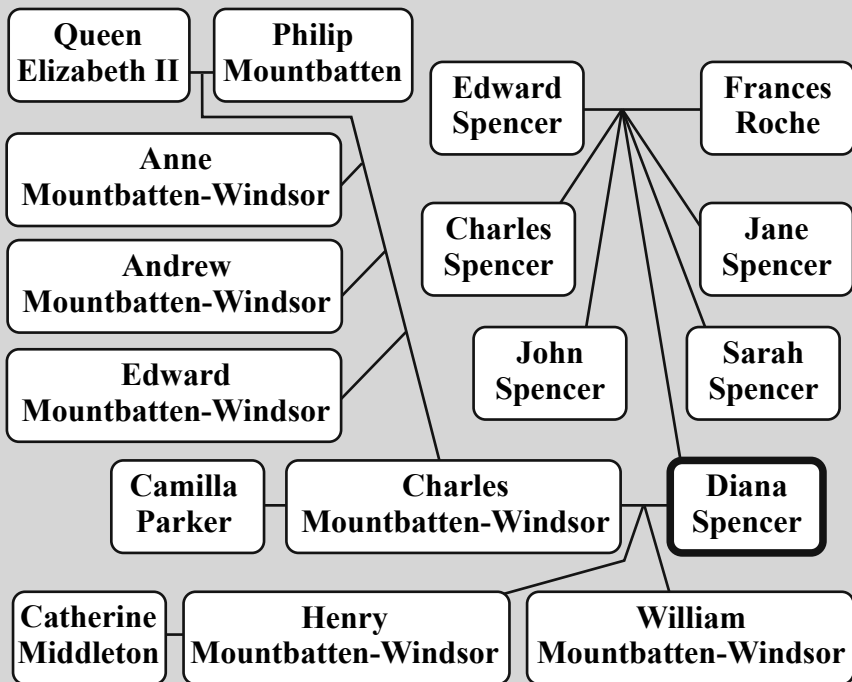 Queen
Elizabeth II
Philip
Mountbatten
Edward
Spencer
Frances
Roche
Anne
Mountbatten-Windsor
Charles
Spencer
Jane
Spencer
Andrew
Mountbatten-Windsor
John
Spencer
Sarah
Spencer
Edward
Mountbatten-Windsor
Camilla
Parker
Charles
Mountbatten-Windsor
Diana
Spencer
Catherine
Middleton
Henry
Mountbatten-Windsor
William
Mountbatten-Windsor